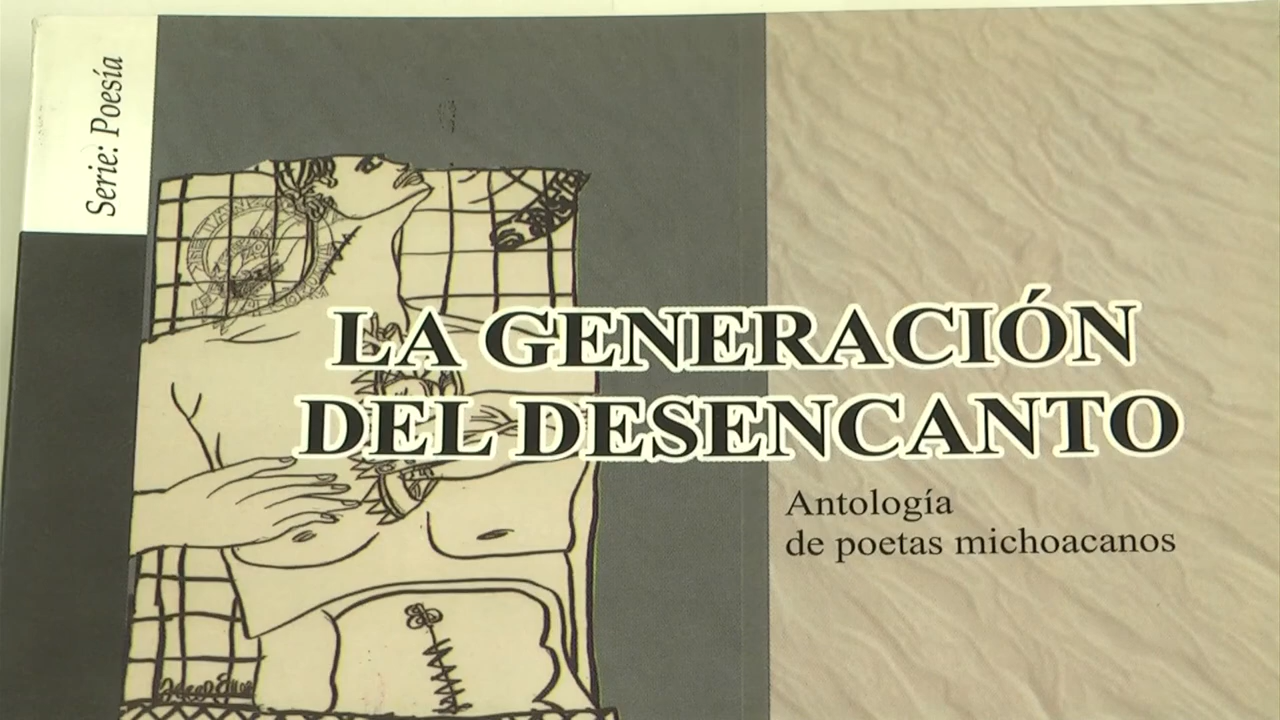 Serie: Poesía
LA GENERACIÓN
DEL DESENCANTO
Antología
de poetas michoacanos